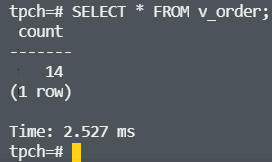 tpch=# SELECT * FROM v_order;
count
-------
14
(1 row)
Time: 2.527 ms
tpch=#